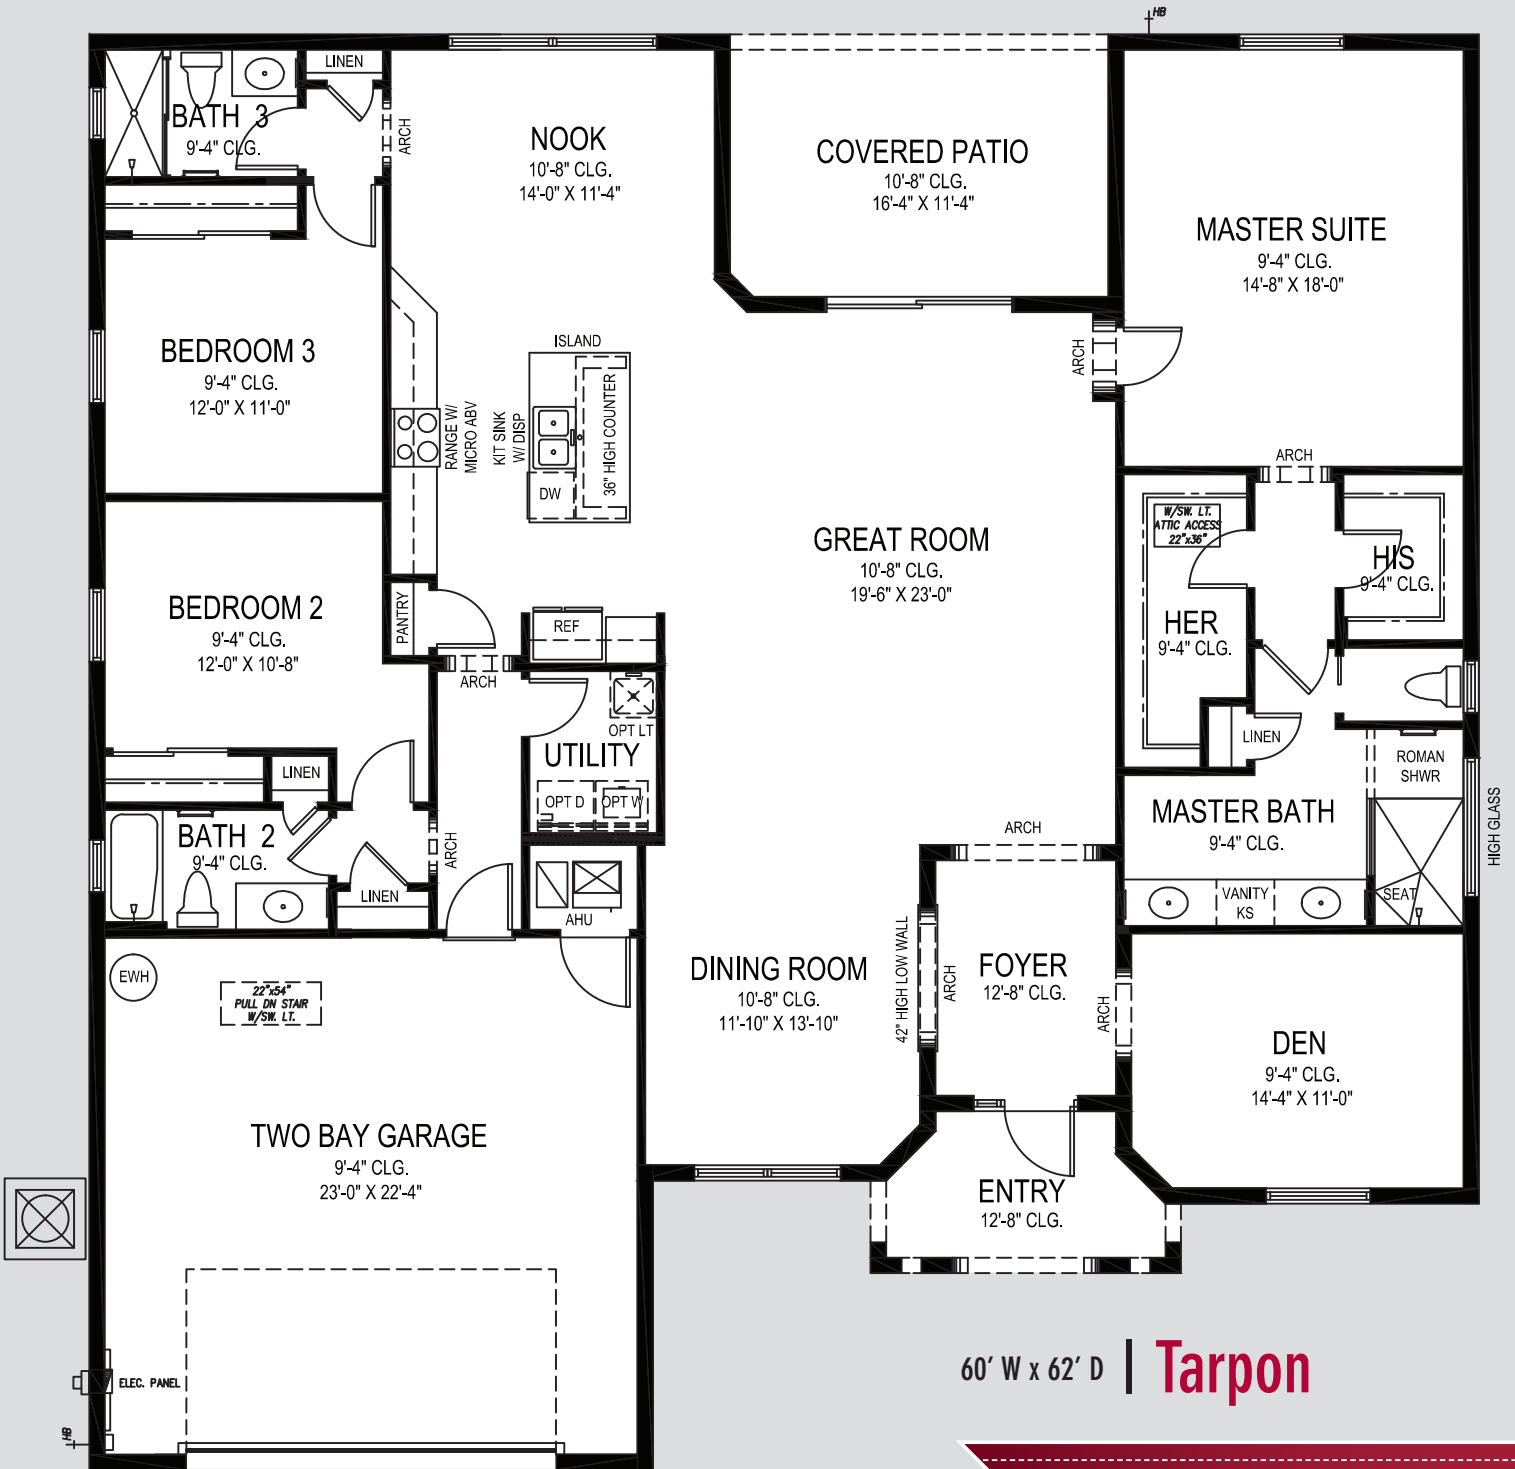 HB
LINEN
BATH 3
9'-4" CLG.
ARCH
NOOK
10'-8" CLG.
14'-0" X 11'-4"
COVERED PATIO
10'-8" CLG.
16'-4" X 11'-4"
MASTER SUITE
9'-4" CLG.
14'-8" X 18'-0"
BEDROOM 3
9'-4" CLG.
12'-0" X 11'-0"
ISLAND
RANGE W/
MICRO ABV
KIT SINK
W/ DISP
36" HIGH COUNTER
DW
ARCH
ARCH
W/SW. LT.
ATTIC ACCESS
22"x36"
HIS
9'-4" CLG.
HER
9'-4" CLG.
GREAT ROOM
10'-8" CLG.
19'-6" X 23'-0"
BEDROOM 2
9'-4" CLG.
12'-0" X 10'-8"
PANTRY
REF
ARCH
OPT LT
UTILITY
OPT D
OPT W
LINEN
LINEN
ROMAN
SHWR
HIGH GLASS
BATH 2
9'-4" CLG.
ARCH
LINEN
AHU
MASTER BATH
9'-4" CLG.
VANITY
KS
SEAT
ARCH
EWH
22"x54"
PULL DN STAIR
W/SW. LT.
DINING ROOM
10'-8" CLG.
11'-10" X 13'-10"
42" HIGH LOW WALL
ARCH
FOYER
12'-8" CLG.
ARCH
DEN
9'-4" CLG.
14'-4" X 11'-0"
TWO BAY GARAGE
9'-4" CLG.
23'-0" X 22'-4"
ENTRY
12'-8" CLG.
ELEC. PANEL
HB
60' W x 62' D | Tarpon